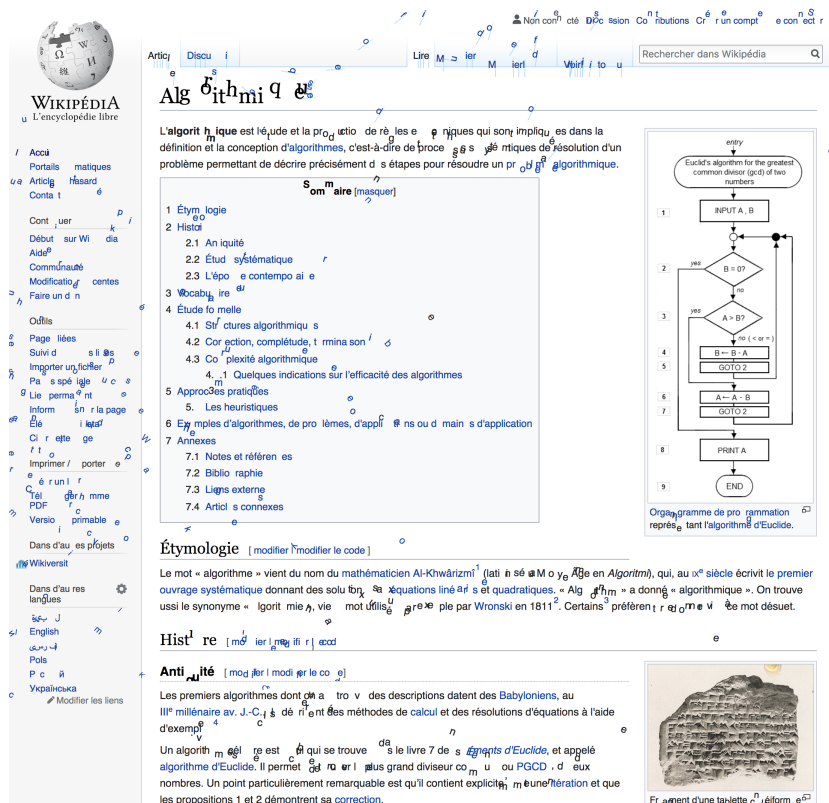 WIKIPÉDIA
L'encyclopédie libre
Non connecté Discussion Contributions Créer un compte Se connecter
Article Discussion
Lire Modifier Modifier le code Voir l'historique
Rechercher dans Wikipédia
Accueil
Portails thématiques
Article au hasard
Contact
Contribuer
Débuter sur Wikipédia
Aide
Communauté
Modifications récentes
Faire un don
Outils
Pages liées
Suivi des pages liées
Importer un fichier
Pages spéciales
Lien permanent
Informations sur la page
Citer cette page
Imprimer / exporter
Créer un livre
Télécharger comme PDF
Version imprimable
Dans d'autres projets
Wikiversité
Dans d'autres langues
English
Polski
Українська
Modifier les liens
Algorithmique
L'algorithmique est l'étude et la production de règles et techniques qui sont impliquées dans la
définition et la conception d'algorithmes, c'est-à-dire de processus systématiques de résolution d'un
problème permettant de décrire précisément des étapes pour résoudre un problème algorithmique.
Sommaire [masquer]
1 Étymologie
2 Histoire
2.1 Antiquité
2.2 Étude systématique
2.3 L'époque contemporaine
3 Vocabulaire
4 Étude formelle
4.1 Structures algorithmiques
4.2 Correction, complétude, terminaison
4.3 Complexité algorithmique
4.3.1 Quelques indications sur l'efficacité des algorithmes
5 Approches pratiques
5.1 Les heuristiques
6 Exemples d'algorithmes, de problèmes, d'applications ou domaines d'application
7 Annexes
7.1 Notes et références
7.2 Bibliographie
7.3 Liens externes
7.4 Articles connexes
entry
Euclid's algorithm for the greatest
common divisor (gcd) of two
numbers
1 INPUT A , B
yes 2 B = 0?
no
yes 3 A > B?
no ( < or = )
4 B ← B - A
5 GOTO 2
6 A ← A - B
7 GOTO 2
8 PRINT A
9 END
Organigramme de programmation
représentant l'algorithme d'Euclide.
Étymologie [ modifier | modifier le code ]
Le mot « algorithme » vient du nom du mathématicien Al-Khwârizmî1 (latinisé au Moyen Âge en Algoritmi), qui, au IXe siècle écrivit le premier
ouvrage systématique donnant des solutions aux équations linéaires et quadratiques. « Algorithme » a donné « algorithmique ». On trouve
aussi le synonyme « algorithmie », vieux mot utilisé par exemple par Wronski en 18112. Certains3 préfèrent redonner vie à ce mot désuet.
Histoire [ modifier | modifier le code ]
Antiquité [ modifier | modifier le code ]
Les premiers algorithmes dont on a retrouvé des descriptions datent des Babyloniens, au
IIIe millénaire av. J.-C.. Ils décrivent des méthodes de calcul et des résolutions d'équations à l'aide
d'exemples4.
Un algorithme célèbre est celui qui se trouve dans le livre 7 des Éléments d'Euclide, et appelé
algorithme d'Euclide. Il permet de trouver le plus grand diviseur commun, ou PGCD, de deux
nombres. Un point particulièrement remarquable est qu'il contient explicitement une itération et que
les propositions 1 et 2 démontrent sa correction.
Fragment d'une tablette cunéiforme